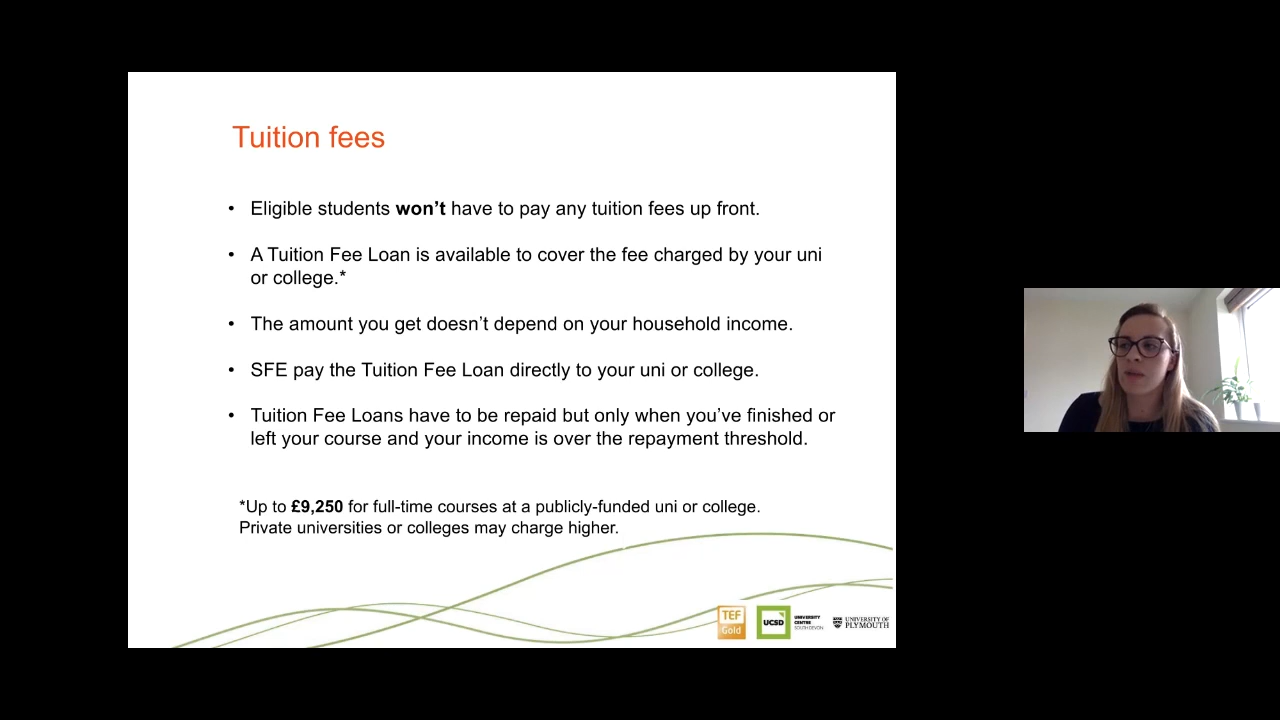 Tuition fees
• Eligible students won't have to pay any tuition fees up front.
• A Tuition Fee Loan is available to cover the fee charged by your uni
or college.*
• The amount you get doesn't depend on your household income.
• SFE pay the Tuition Fee Loan directly to your uni or college.
• Tuition Fee Loans have to be repaid but only when you've finished or
left your course and your income is over the repayment threshold.
*Up to £9,250 for full-time courses at a publicly-funded uni or college.
Private universities or colleges may charge higher.
TEF
Gold
UCSD
UNIVERSITY
CENTRE
SOUTH DEVON
UNIVERSITY OF
PLYMOUTH